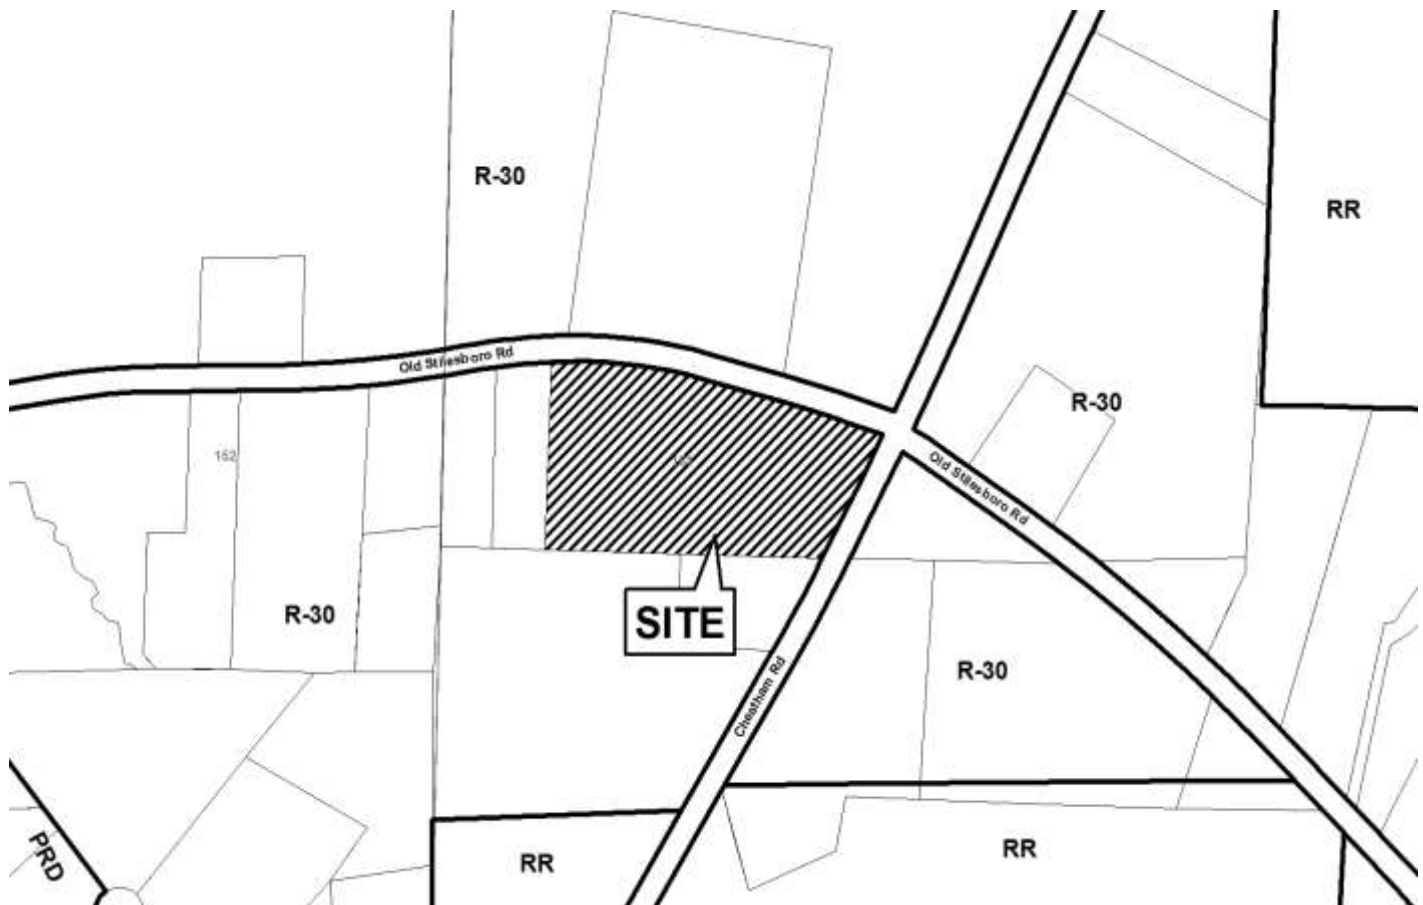 R-30
RR
Old Stilesboro Rd
R-30
152
Old Stilesboro Rd
R-30
SITE
R-30
Cheatham Rd
PRD
RR
RR